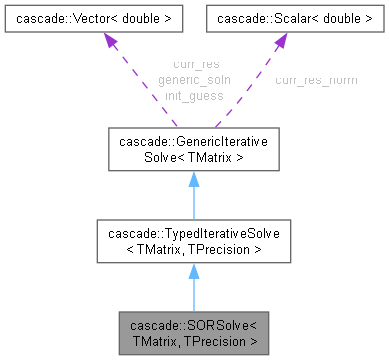 cascade::Vector< double >
cascade::Scalar< double >
curr_res
generic_soln
init_guess
curr_res_norm
cascade::GenericIterative
Solve< TMatrix >
cascade::TypedIterativeSolve
< TMatrix, TPrecision >
cascade::SORSolve<
TMatrix, TPrecision >